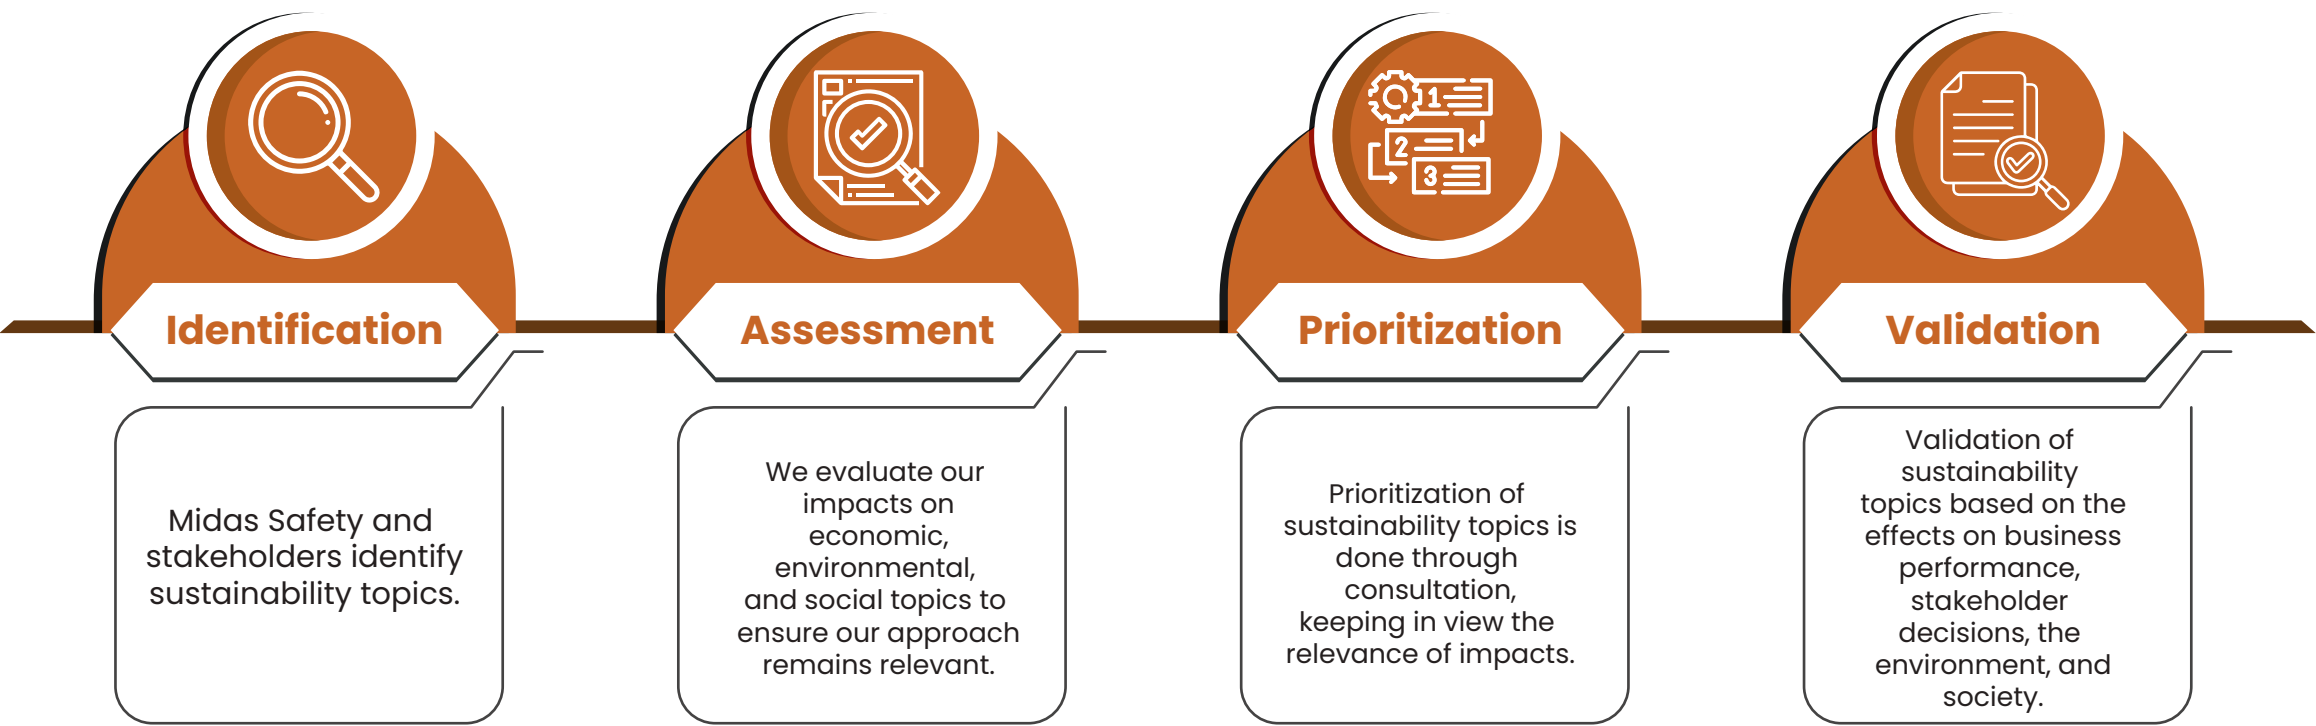 1
2
3
Identification
Assessment
Prioritization
Validation
Midas Safety and
stakeholders identify
sustainability topics.
We evaluate our
impacts on
economic,
environmental,
and social topics to
ensure our approach
remains relevant.
Prioritization of
sustainability topics is
done through
consultation,
keeping in view the
relevance of impacts.
Validation of
sustainability
topics based on the
effects on business
performance,
stakeholder
decisions, the
environment, and
society.